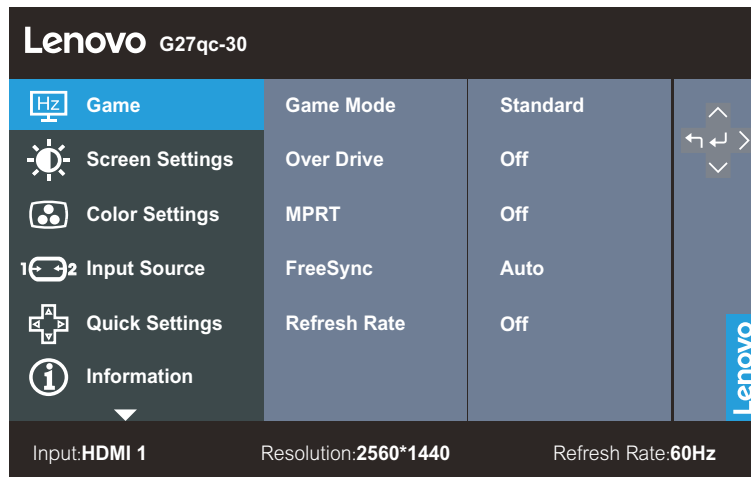 Lenovo G27qc-30
Hz Game Game Mode Standard
Screen Settings Over Drive Off
Color Settings MPRT Off
1 2 Input Source FreeSync Auto
Quick Settings Refresh Rate Off
i Information
Lenovo
Input:HDMI 1 Resolution:2560*1440 Refresh Rate:60Hz